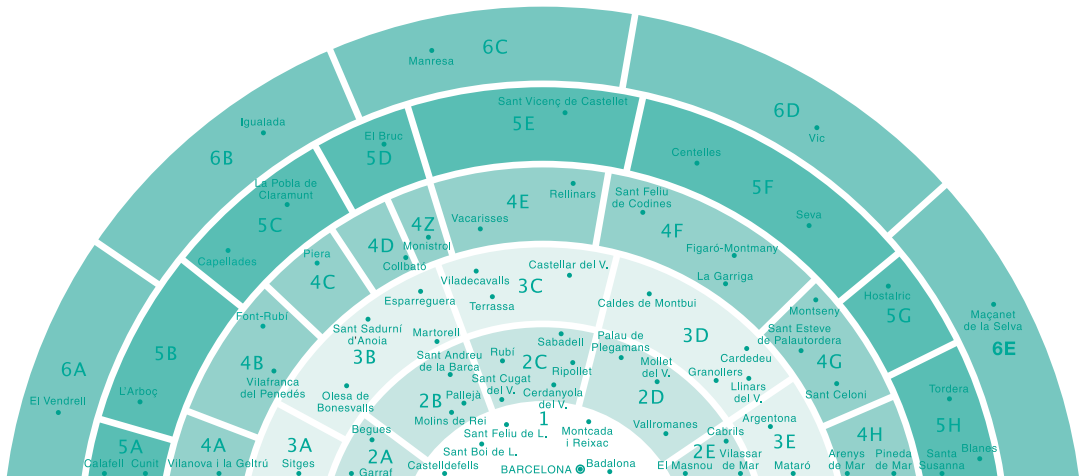 6C
Manresa
6D
Vic
Igualada
6B
Sant Vicenç de Castellet
5E
El Bruc
5D
Centelles
5F
Seva
La Pobla de
Claramunt
5C
Capellades
4E
Rellinars
Vacarisses
4Z
Monistrol
4D
Collbató
Sant Feliu
de Codines
4F
Figaró-Montmany
La Garriga
Piera
4C
Viladecavalls
Castellar del V.
3C
Terrassa
Esparreguera
Caldes de Montbui
3D
Hostalric
5G
Montseny
Sant Esteve
de Palautordera
4G
Sant Celoni
Maçanet
de la Selva
6E
Font-Rubí
4B
Vilafranca
del Penedés
5B
L'Arboç
6A
El Vendrell
Sant Sadurní
d'Anoia
3B
Martorell
Olesa de
Bonesvalls
Sant Andreu
de la Barca
Pallejà
2B
Molins de Rei
Rubí
Sabadell
2C
Ripollet
Sant Cugat
del V.
Cerdanyola
del V.
Palau de
Plegamans
Mollet
del V.
2D
Vallromanes
Cardedeu
Granollers
Llinars
del V.
Tordera
5H
Santa
Susanna
Blanes
5A
Calafell
Cunit
4A
Vilanova i la Geltrú
3A
Sitges
Begues
2A
Garraf
Castelldefells
1
Sant Feliu de L.
Sant Boi de L.
Montcada
i Reixac
BARCELONA
Badalona
Cabrils
2E
El Masnou
Vilassar
de Mar
Argentona
3E
Mataró
4H
Arenys
de Mar
Pineda
de Mar